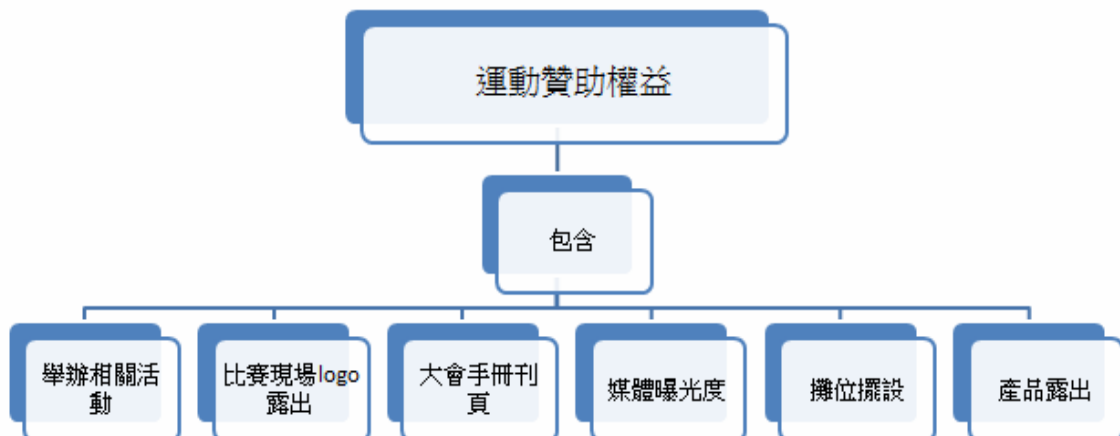 運動贊助權益
包含
舉辦相關活
動
比賽現場logo
露出
大會手冊刊
頁
媒體曝光度
攤位擺設
產品露出